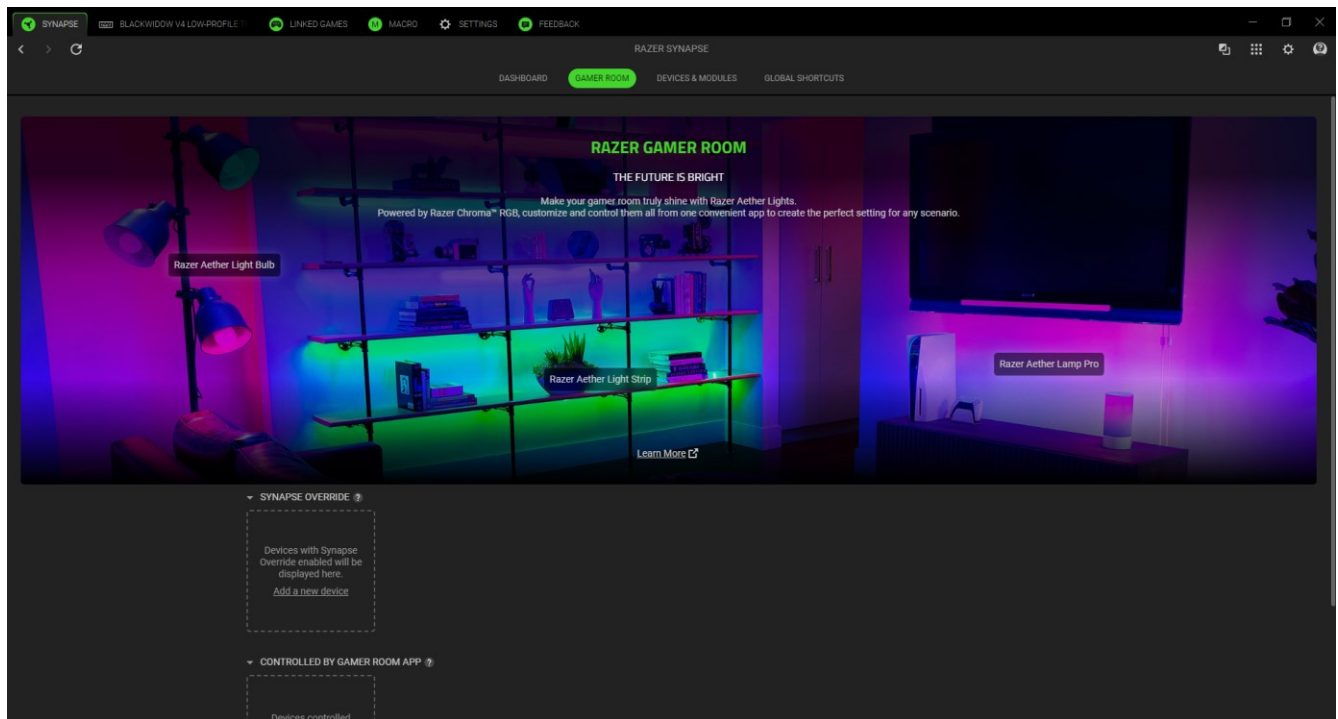 SYNAPSE
BLACKWIDOW V4 LOW-PROFILE
LINKED GAMES
MACRO
SETTINGS
FEEDBACK
RAZER SYNAPSE
DASHBOARD
GAMER ROOM
DEVICES & MODULES
GLOBAL SHORTCUTS
RAZER GAMER ROOM
THE FUTURE IS BRIGHT
Make your gamer room truly shine with Razer Aether Lights.
Powered by Razer Chroma™ RGB, customize and control them all from one convenient app to create the perfect setting for any scenario.
Razer Aether Light Bulb
Razer Aether Lamp Pro
Razer Aether Light Strip
Learn More
SYNAPSE OVERRIDE ?
Devices with Synapse
Override enabled will be
displayed here.
Add a new device
CONTROLLED BY GAMER ROOM APP ?
Devices controlled